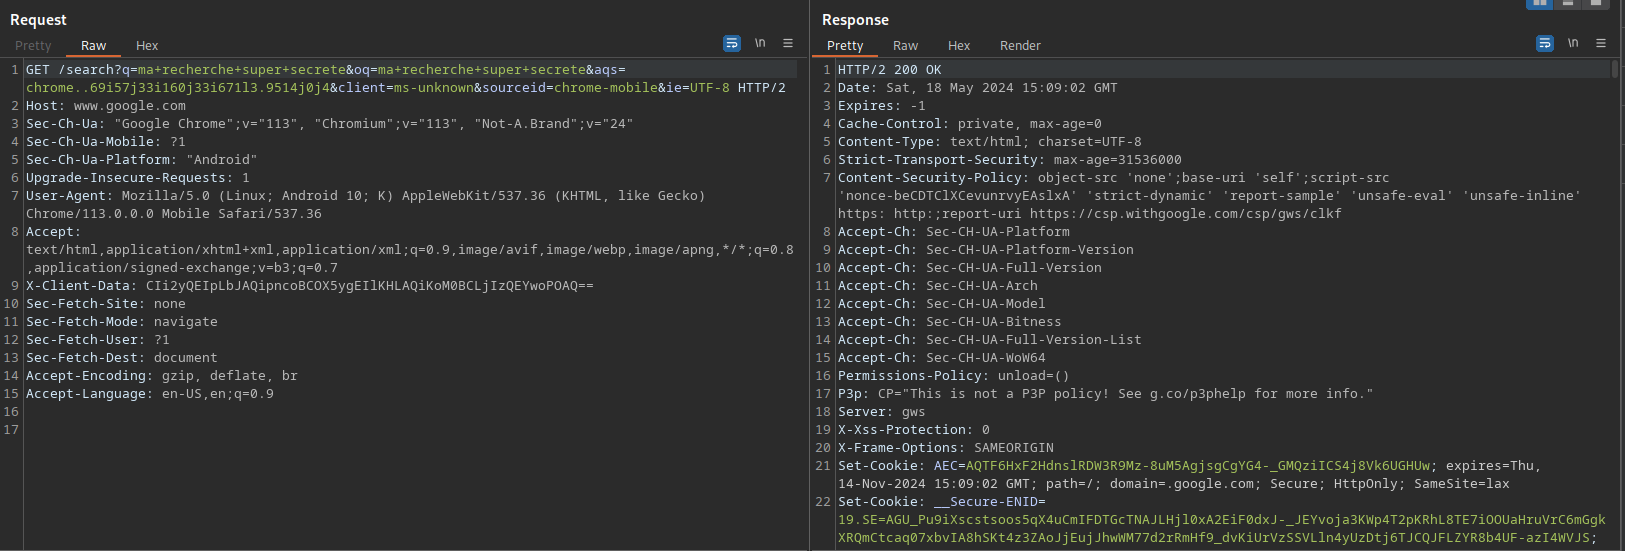 Request
Pretty Raw Hex \n
1 GET /search?q=ma+recherche+super+secrete&oq=ma+recherche+super+secrete&aqs=
chrome..69i57j33i160j33i671l3.9514j0j4&client=ms-unknown&sourceid=chrome-mobile&ie=UTF-8 HTTP/2
2 Host: www.google.com
3 Sec-Ch-Ua: "Google Chrome";v="113", "Chromium";v="113", "Not-A.Brand";v="24"
4 Sec-Ch-Ua-Mobile: ?1
5 Sec-Ch-Ua-Platform: "Android"
6 Upgrade-Insecure-Requests: 1
7 User-Agent: Mozilla/5.0 (Linux; Android 10; K) AppleWebKit/537.36 (KHTML, like Gecko)
Chrome/113.0.0.0 Mobile Safari/537.36
8 Accept:
text/html,application/xhtml+xml,application/xml;q=0.9,image/avif,image/webp,image/apng,*/*;q=0.8
,application/signed-exchange;v=b3;q=0.7
9 X-Client-Data: CIi2yQEIpLbJAQipncoBCOX5ygEIlKHLAQiKoM0BCLjIzQEYwoPOAQ==
10 Sec-Fetch-Site: none
11 Sec-Fetch-Mode: navigate
12 Sec-Fetch-User: ?1
13 Sec-Fetch-Dest: document
14 Accept-Encoding: gzip, deflate, br
15 Accept-Language: en-US,en;q=0.9
16
17
Response
Pretty Raw Hex Render \n
1 HTTP/2 200 OK
2 Date: Sat, 18 May 2024 15:09:02 GMT
3 Expires: -1
4 Cache-Control: private, max-age=0
5 Content-Type: text/html; charset=UTF-8
6 Strict-Transport-Security: max-age=31536000
7 Content-Security-Policy: object-src 'none';base-uri 'self';script-src
'nonce-beCDTClXCevunrvyEAslxA' 'strict-dynamic' 'report-sample' 'unsafe-eval' 'unsafe-inline'
https: http:;report-uri https://csp.withgoogle.com/csp/gws/clkf
8 Accept-Ch: Sec-CH-UA-Platform
9 Accept-Ch: Sec-CH-UA-Platform-Version
10 Accept-Ch: Sec-CH-UA-Full-Version
11 Accept-Ch: Sec-CH-UA-Arch
12 Accept-Ch: Sec-CH-UA-Model
13 Accept-Ch: Sec-CH-UA-Bitness
14 Accept-Ch: Sec-CH-UA-Full-Version-List
15 Accept-Ch: Sec-CH-UA-WoW64
16 Permissions-Policy: unload=()
17 P3p: CP="This is not a P3P policy! See g.co/p3phelp for more info."
18 Server: gws
19 X-Xss-Protection: 0
20 X-Frame-Options: SAMEORIGIN
21 Set-Cookie: AEC=AQTF6HxF2HdnslRDW3R9Mz-8uM5AgjsgCgYG4-_GMQziICS4j8Vk6UGHUw; expires=Thu,
14-Nov-2024 15:09:02 GMT; path=/; domain=.google.com; Secure; HttpOnly; SameSite=lax
22 Set-Cookie: __Secure-ENID=
19.SE=AGU_Pu9iXscstsoos5qX4uCmIFDTGcTNAJLHjl0xA2EiF0dxJ-_JEYvoja3KWp4T2pKRhL8TE7iOOUaHruVrC6mGgk
XRQmCtcaq07xbvIA8hSKt4z3ZAoJjEujJhwWM77d2rRmHf9_dvKiUrVzSSVLln4yUzDtj6TJCQJFLZYR8b4UF-azI4WVJS;